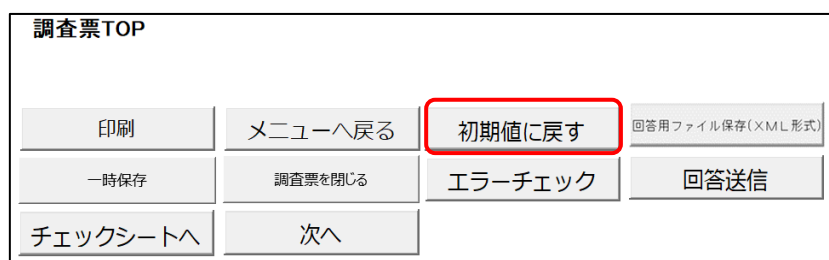 調査票TOP
印刷
メニューへ戻る
初期値に戻す
回答用ファイル保存(XML形式)
一時保存
調査票を閉じる
エラーチェック
回答送信
チェックシートへ
次へ